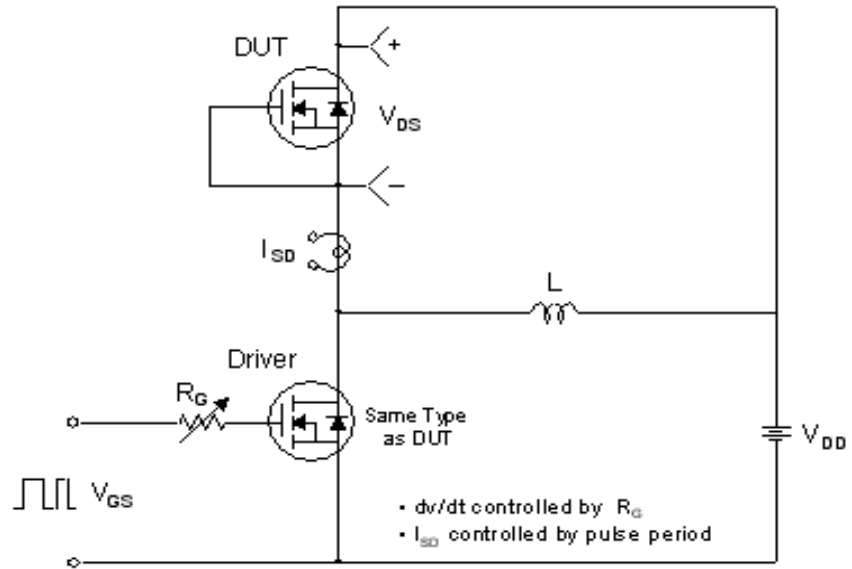 DUT
+
V_DS
−
I_SD
L
Driver
R_G
Same Type
as DUT
V_DD
V_GS
• dv/dt controlled by R_G
• I_SD controlled by pulse period